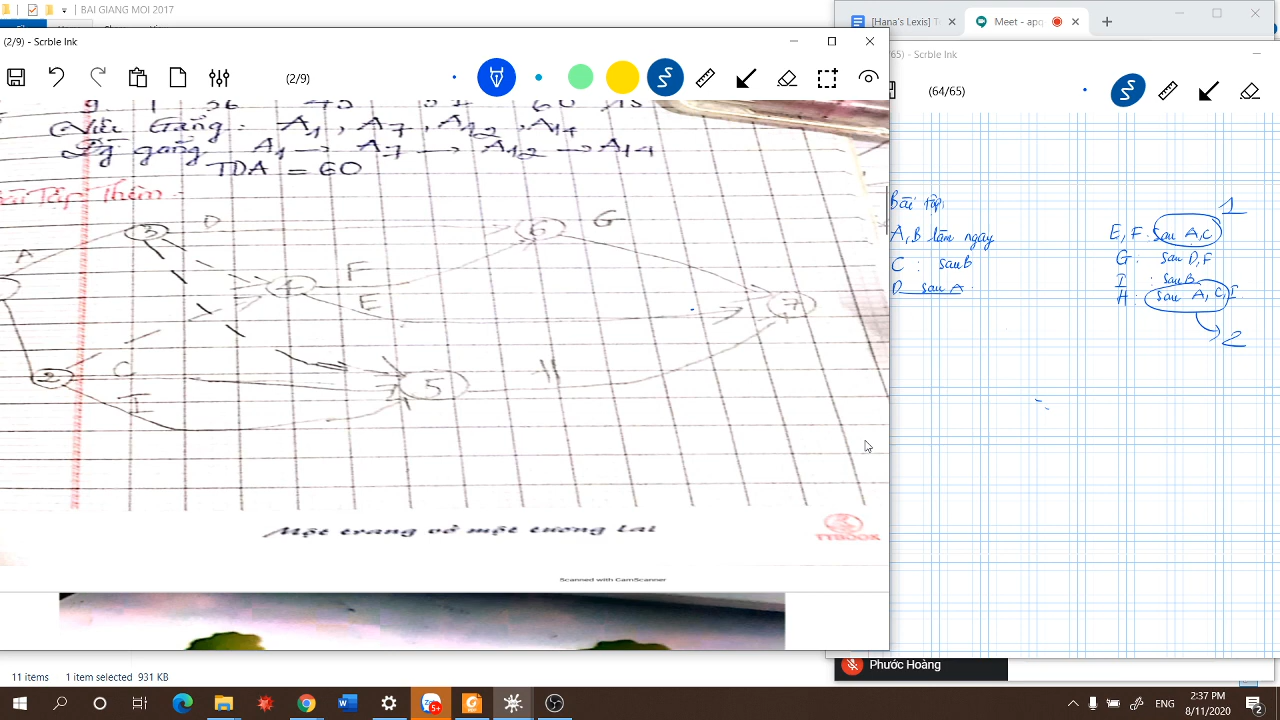 BAI GIANG MOI 2017
[Hana's Lexis] T
Meet - apq
(2/9) - Scrble Ink
/65) - Scrble Ink
(2/9)
(64/65)
Việc Găng: A1, A7, A12, A14
Đg găng A1 → A7 → A12 → A14
TDA = 60
Bài Tập Thêm:
A
3
D
6
G
4
F
E
7
2
C
I
5
H
Một trang vở một tương lai
Scanned with CamScanner
Bài tập:
A, B làm ngay
C : sau B
D sau A.
1
E, F: sau A, C
G: sau D, F
I : sau B
H: sau A, C, I
2
Phước Hoàng
11 items 1 item selected 931 KB
5+
2:37 PM
8/11/2020
2